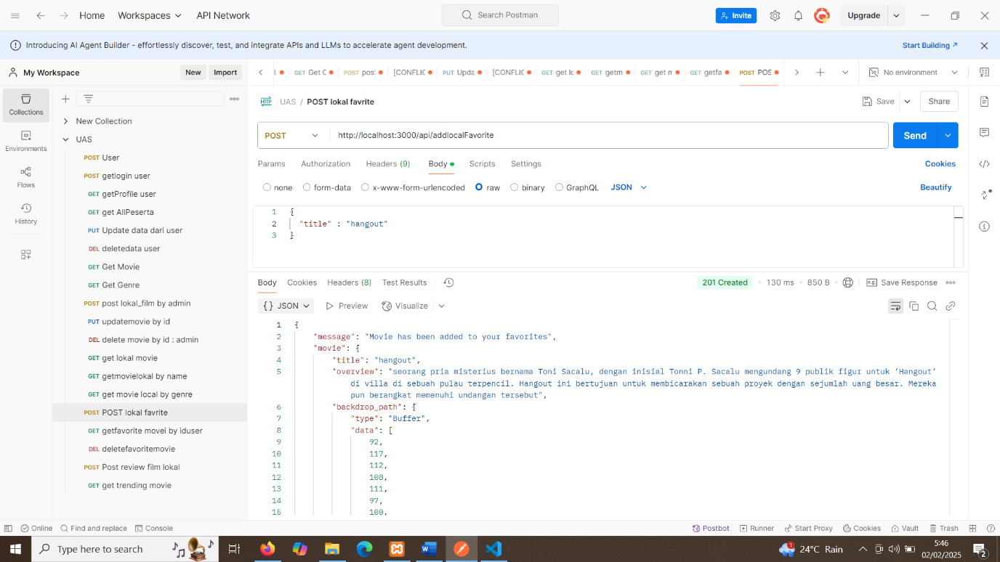 Home Workspaces API Network Search Postman Invite Upgrade
Introducing AI Agent Builder - effortlessly discover, test, and integrate APIs and LLMs to accelerate agent development. Start Building
My Workspace New Import
GET Get C POST pos [CONFLIC PUT Upda [CONFLIC GET get lc GET getm GET get m GET getfa POST POS No environment
Collections
Environments
Flows
History
New Collection
UAS
POST User
POST getlogin user
GET getProfile user
GET get AllPeserta
PUT Update data dari user
DEL deletedata user
GET Get Movie
GET Get Genre
POST post lokal_film by admin
PUT updatemovie by id
DEL delete movie by id : admin
GET get lokal movie
GET getmovielokal by name
GET get movie local by genre
POST POST lokal favrite
GET getfavorite movei by iduser
DEL deletefavoritemovie
POST Post review film lokal
GET get trending movie
HTTP UAS / POST lokal favrite Save Share
POST http://localhost:3000/api/addlocalFavorite Send
Params Authorization Headers (9) Body Scripts Settings Cookies
none form-data x-www-form-urlencoded raw binary GraphQL JSON Beautify
1 {
2 "title" : "hangout"
3 }
Body Cookies Headers (8) Test Results 201 Created 130 ms 850 B e.g. Save Response
{} JSON Preview Visualize
1 {
2 "message": "Movie has been added to your favorites",
3 "movie": {
4 "title": "hangout",
5 "overview": "seorang pria misterius bernama Toni Sacalu, dengan inisial Tonni P. Sacalu mengundang 9 publik figur untuk ‘Hangout’
di villa di sebuah pulau terpencil. Hangout ini bertujuan untuk membicarakan sebuah proyek dengan sejumlah uang besar. Mereka
pun berangkat memenuhi undangan tersebut",
6 "backdrop_path": {
7 "type": "Buffer",
8 "data": [
9 92,
10 117,
11 112,
12 108,
13 111,
14 97,
15 100,
Online Find and replace Console Postbot Runner Start Proxy Cookies Vault Trash
Type here to search 1 24°C Rain 5:46
02/02/2025 2